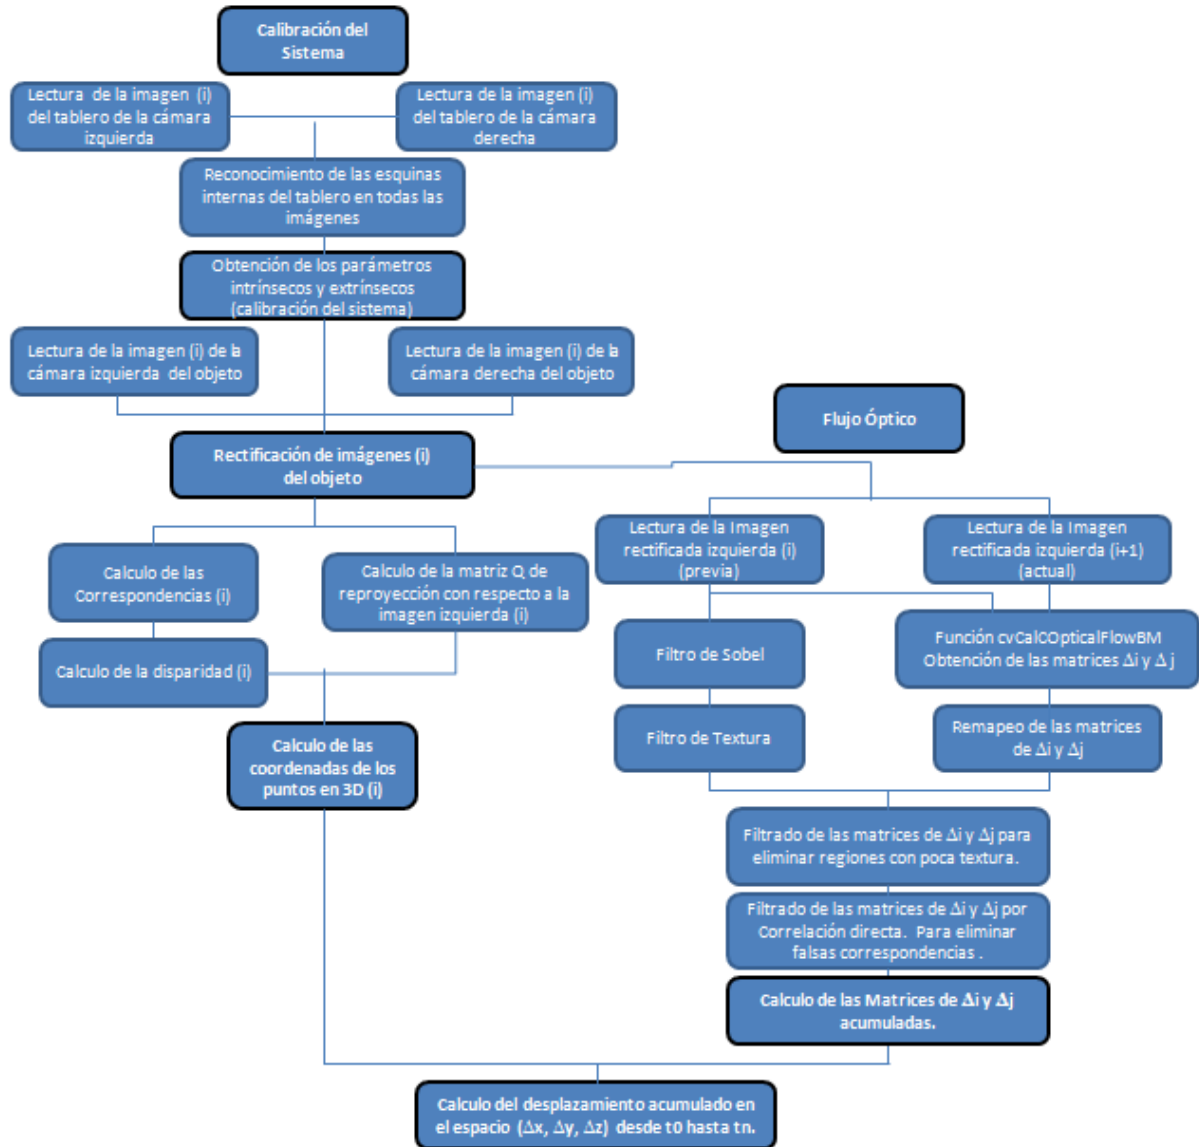 Calibración del
Sistema
Lectura de la imagen (i)
del tablero de la cámara
izquierda
Lectura de la imagen (i)
del tablero de la cámara
derecha
Reconocimiento de las esquinas
internas del tablero en todas las
imágenes
Obtención de los parámetros
intrínsecos y extrínsecos
(calibración del sistema)
Lectura de la imagen (i) de la
cámara izquierda del objeto
Lectura de la imagen (i) de la
cámara derecha del objeto
Flujo Óptico
Rectificación de imágenes (i)
del objeto
Lectura de la Imagen
rectificada izquierda (i)
(previa)
Lectura de la Imagen
rectificada izquierda (i+1)
(actual)
Calculo de las
Correspondencias (i)
Calculo de la matriz Q de
reproyección con respecto a la
imagen izquierda (i)
Filtro de Sobel
Función cvCalCOpticalFlowBM
Obtención de las matrices Δi y Δ j
Calculo de la disparidad (i)
Filtro de Textura
Remapeo de las matrices
de Δi y Δj
Calculo de las
coordenadas de los
puntos en 3D (i)
Filtrado de las matrices de Δi y Δj para
eliminar regiones con poca textura.
Filtrado de las matrices de Δi y Δj por
Correlación directa. Para eliminar
falsas correspondencias .
Calculo de las Matrices de Δi y Δj
acumuladas.
Calculo del desplazamiento acumulado en
el espacio (Δx, Δy, Δz) desde t0 hasta tn.